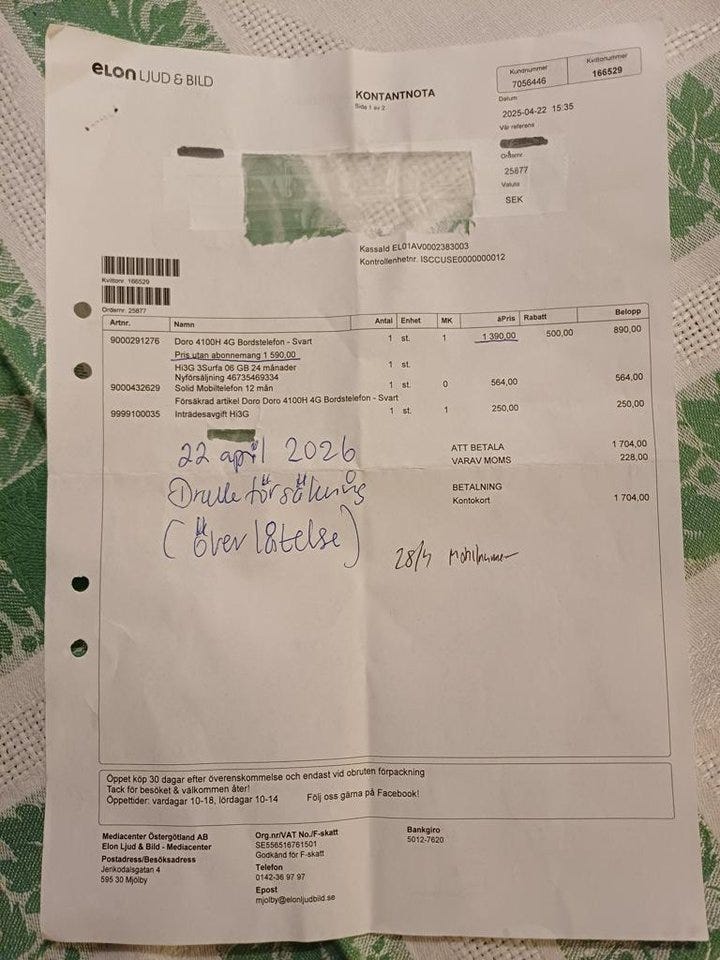 eLON LJUD & BILD
KONTANTNOTA
Sida 1 av 2
Kundnummer
7056446
Kvittonummer
166529
Datum
2025-04-22 15:35
Vår referens
Ordernr
25877
Valuta
SEK
KassaId EL01AV0002383003
Kontrollenhetnr. ISCCUSE0000000012
Kvittonr. 166529
Ordernr. 25877
Artnr. Namn Antal Enhet MK àPris Rabatt Belopp
9000291276 Doro 4100H 4G Bordstelefon - Svart 1 st. 1 1 390,00 500,00 890,00
Pris utan abonnemang 1 590,00
Hi3G 3Surfa 06 GB 24 månader 1 st.
Nyförsäljning 46735469334
9000432629 Solid Mobiltelefon 12 mån 1 st. 0 564,00 564,00
Försäkrad artikel Doro Doro 4100H 4G Bordstelefon - Svart
9999100035 Inträdesavgift Hi3G 1 st. 1 250,00 250,00
ATT BETALA 1 704,00
VARAV MOMS 228,00
BETALNING
Kontokort 1 704,00
22 april 2026
Drulleförsäkring
(överlåtelse)
28/4
Öppet köp 30 dagar efter överenskommelse och endast vid obruten förpackning
Tack för besöket & välkommen åter!
Öppettider: vardagar 10-18, lördagar 10-14 Följ oss gärna på Facebook!
Mediacenter Östergötland AB
Elon Ljud & Bild - Mediacenter
Postadress/Besöksadress
Jerikodalsgatan 4
595 30 Mjölby
Org.nr/VAT No./F-skatt
SE556516761501
Godkänd för F-skatt
Telefon
0142-36 97 97
Epost
mjolby@elonljudbild.se
Bankgiro
5012-7620